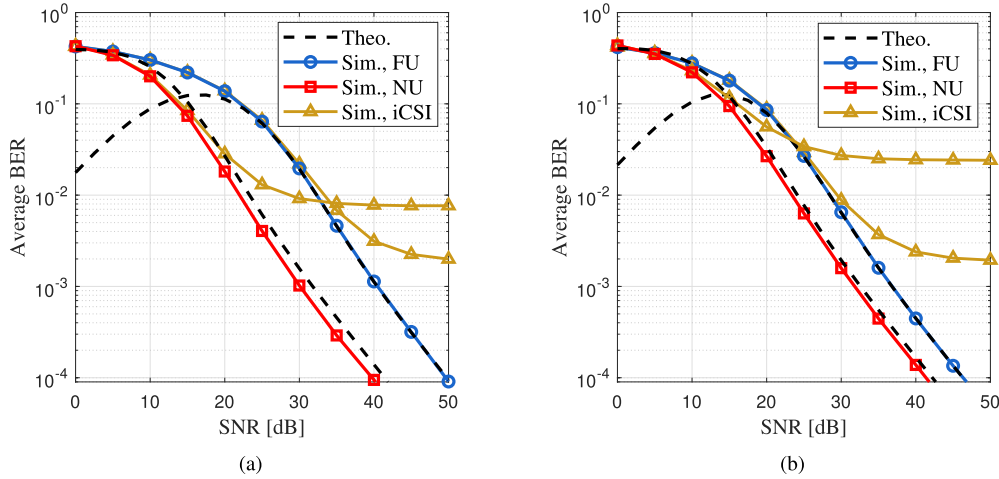 10^0
10^-1
10^-2
10^-3
10^-4
Average BER
0 10 20 30 40 50
SNR [dB]
Theo.
Sim., FU
Sim., NU
Sim., iCSI
(a)
10^0
10^-1
10^-2
10^-3
10^-4
Average BER
0 10 20 30 40 50
SNR [dB]
Theo.
Sim., FU
Sim., NU
Sim., iCSI
(b)